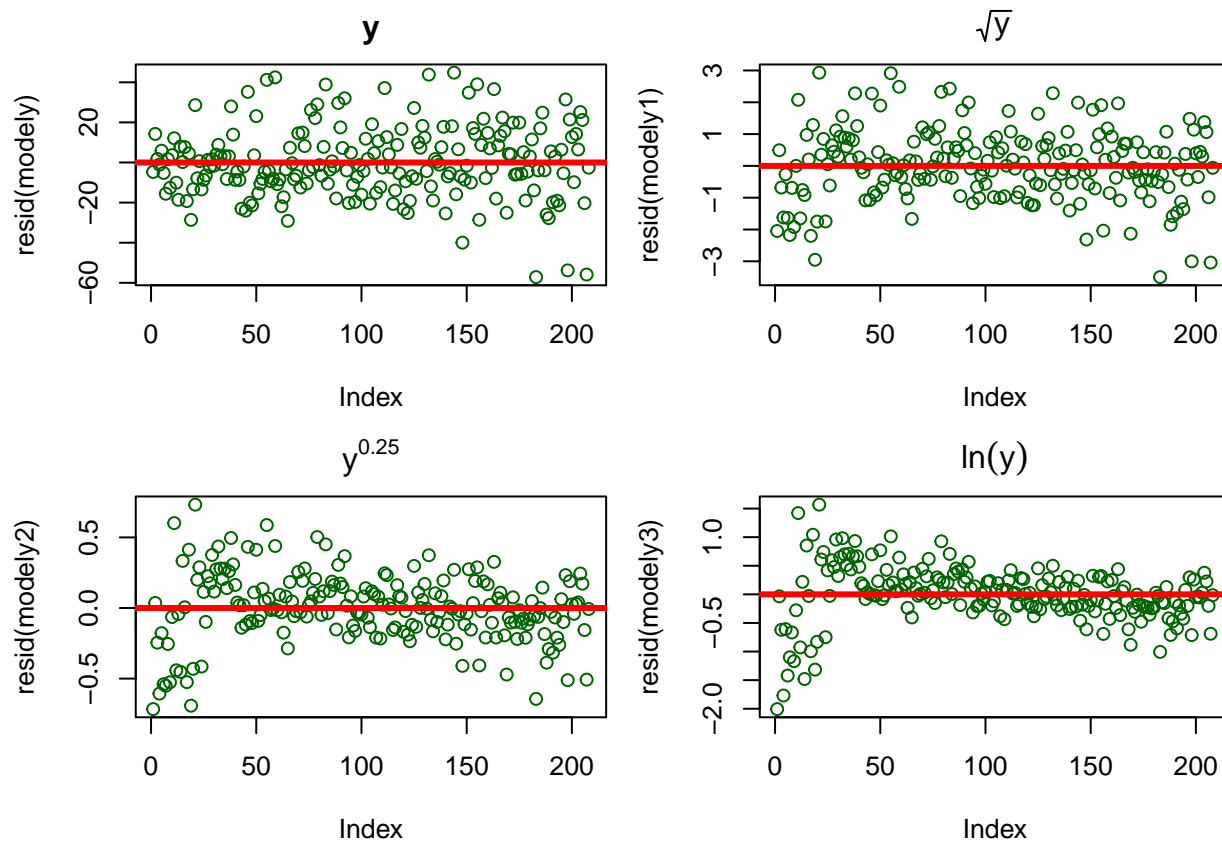 y
resid(modely)
20
−20
−60
0 50 100 150 200
Index
√y
resid(modely1)
3
1
−1
−3
0 50 100 150 200
Index
y^0.25
resid(modely2)
0.5
0.0
−0.5
0 50 100 150 200
Index
ln(y)
resid(modely3)
1.0
−0.5
−2.0
0 50 100 150 200
Index